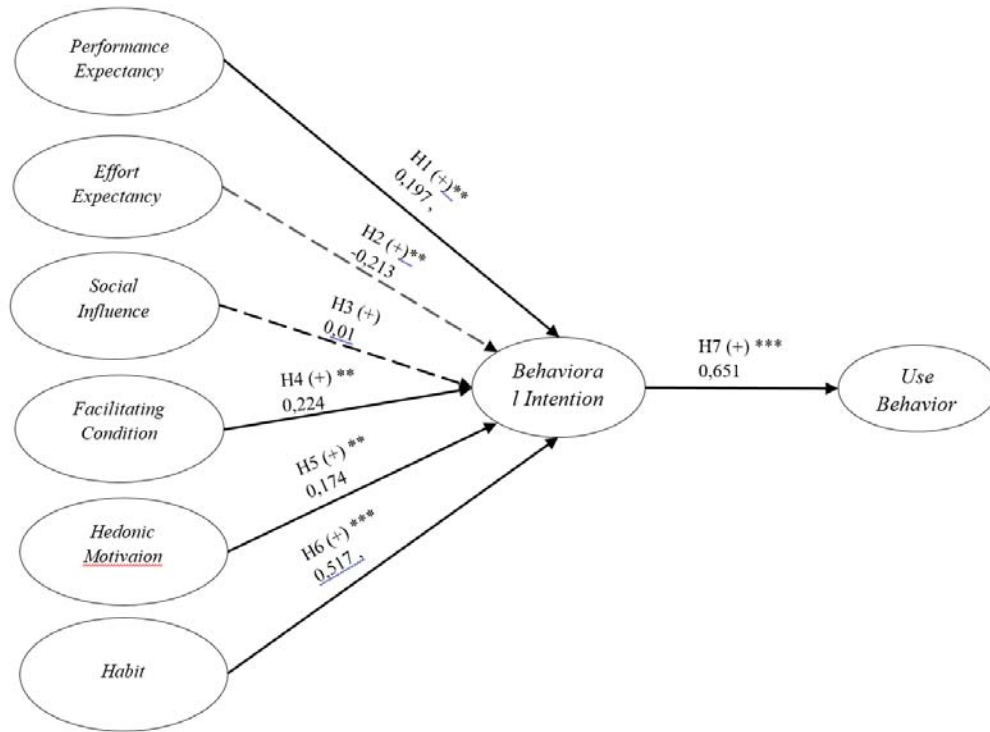 Performance
Expectancy
H1 (+)**
0,197 ,
Effort
Expectancy
H2 (+)**
-0,213
Social
Influence
H3 (+)
0,01
H4 (+) **
0,224
Facilitating
Condition
Behaviora
l Intention
H7 (+) ***
0,651
Use
Behavior
H5 (+) **
0,174
Hedonic
Motivaion
H6 (+) ***
0,517 ,
Habit